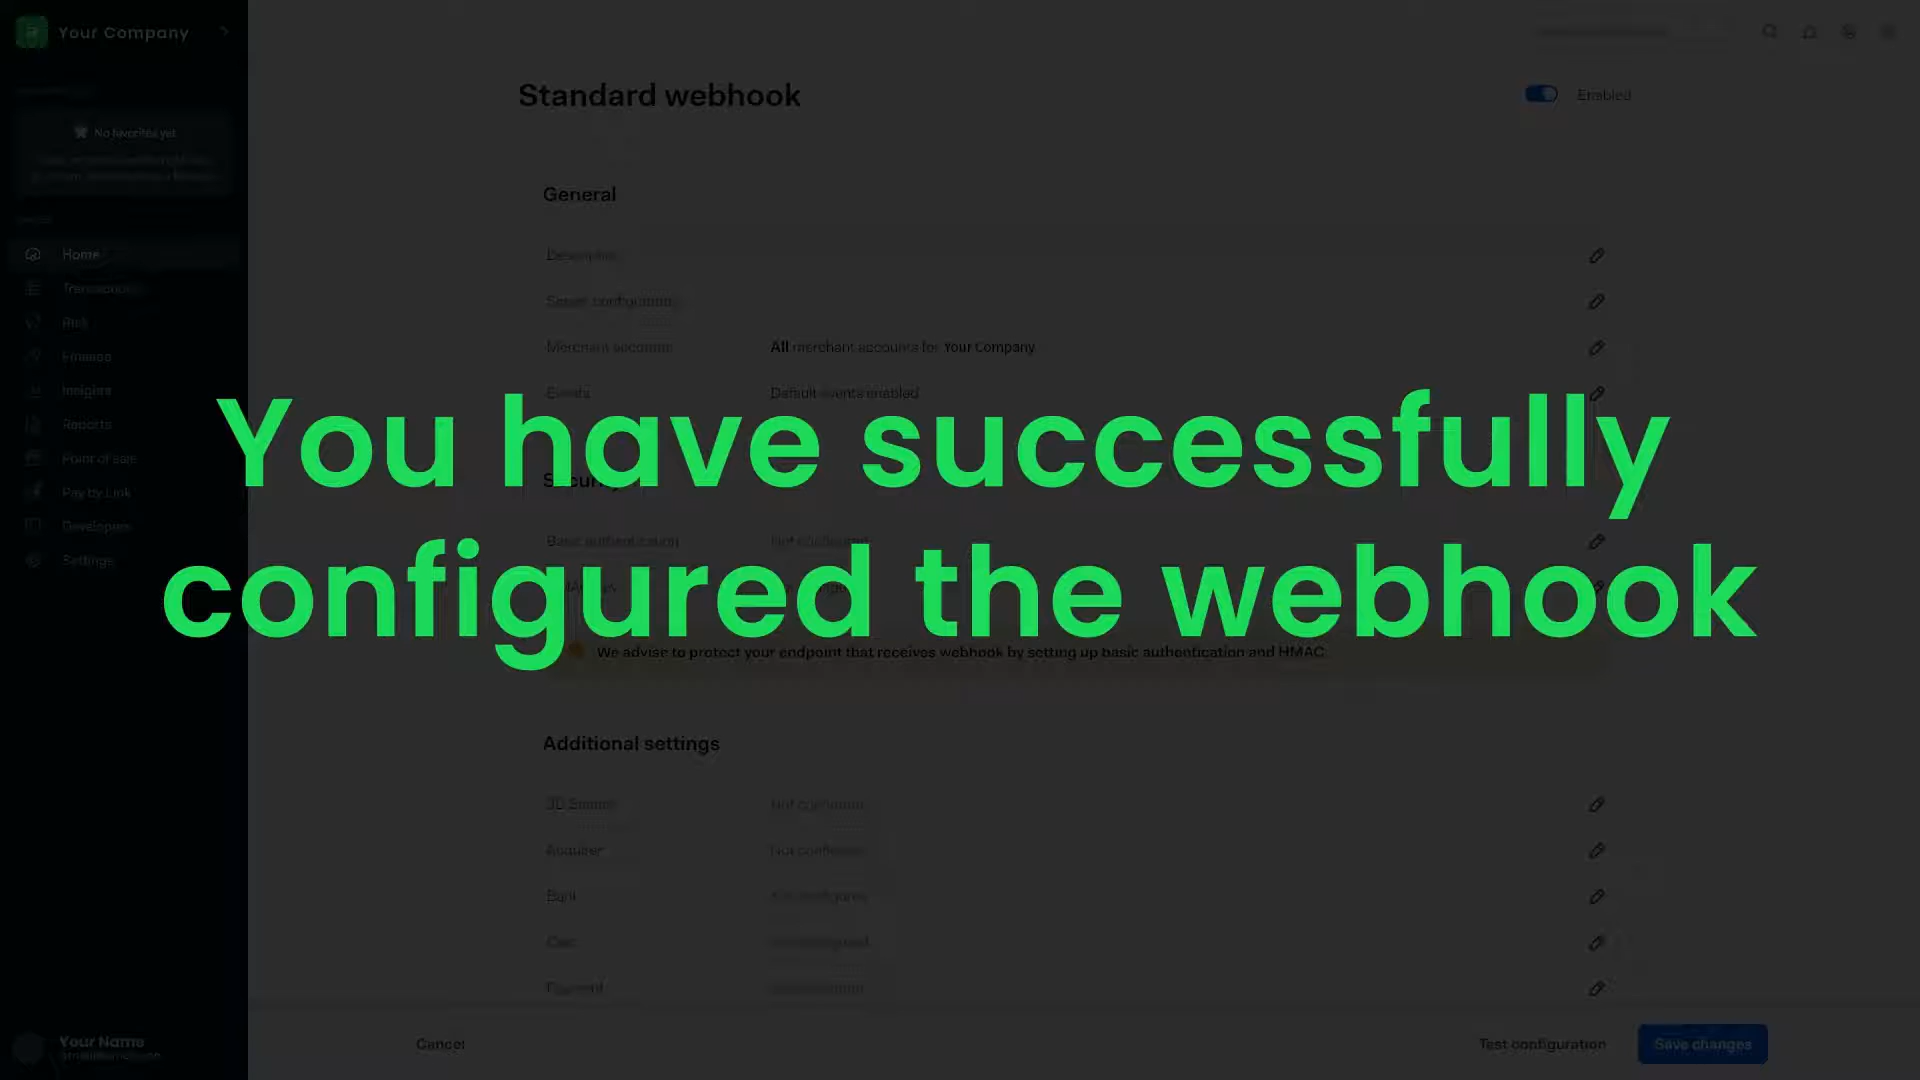 Your Company
No favorites yet
Home
Transactions
Risk
Finance
Insights
Reports
Point of sale
Pay by Link
Developers
Settings
Your Name
Standard webhook
Enabled
General
Description
Server configuration
Merchant accounts
All merchant accounts for Your Company
Events
Default events enabled
You have successfully
configured the webhook
Security
Basic authentication
Not configured
We advise to protect your endpoint that receives webhook by setting up basic authentication and HMAC.
Additional settings
3D Secure
Not configured
Acquirer
Not configured
Bank
Not configured
Card
Not configured
Payment
Cancel
Test configuration
Save changes